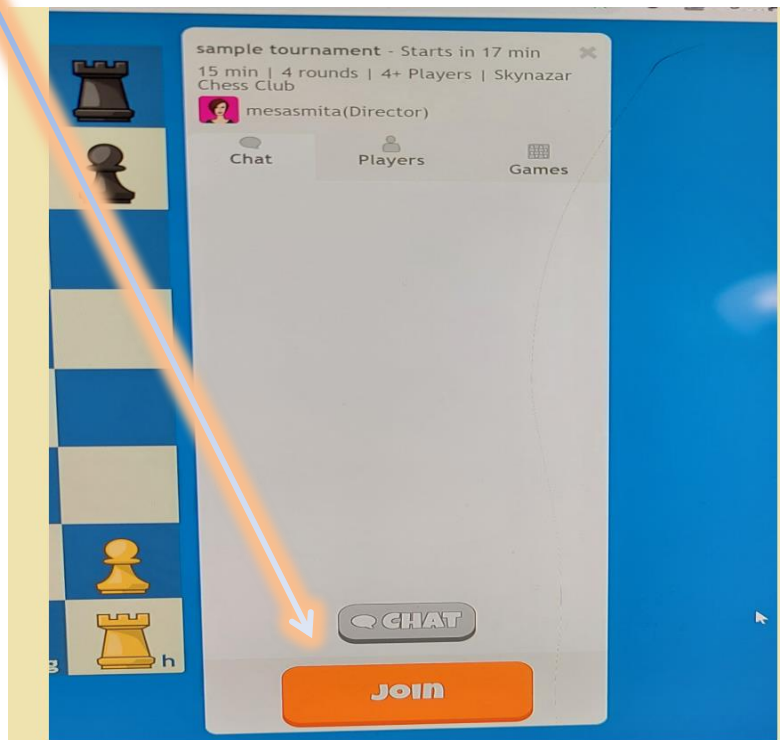 sample tournament - Starts in 17 min
15 min | 4 rounds | 4+ Players | Skynazar
Chess Club
mesasmita(Director)
Chat
Players
Games
CHAT
JOIN
g
h